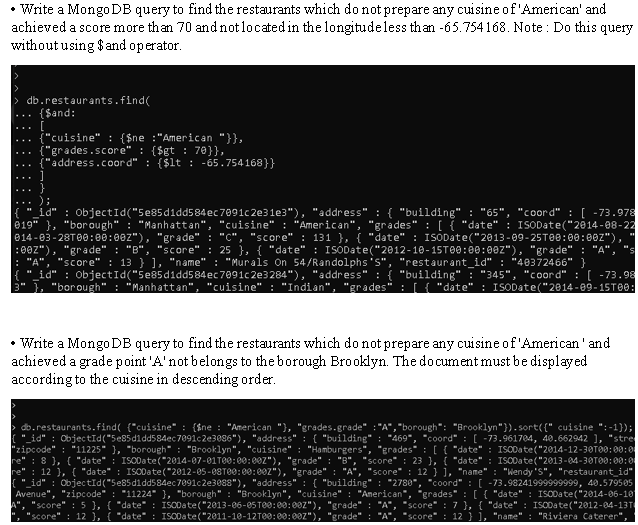 • Write a MongoDB query to find the restaurants which do not prepare any cuisine of 'American' and
achieved a score more than 70 and not located in the longitude less than -65.754168. Note : Do this query
without using $and operator.
>
>
> db.restaurants.find(
... {$and:
... [
... {"cuisine" : {$ne :"American "}},
... {"grades.score" : {$gt : 70}},
... {"address.coord" : {$lt : -65.754168}}
... ]
... }
... );
{ "_id" : ObjectId("5e85d1dd584ec7091c2e31e3"), "address" : { "building" : "65", "coord" : [ -73.978
019" }, "borough" : "Manhattan", "cuisine" : "American", "grades" : [ { "date" : ISODate("2014-08-22
014-03-28T00:00:00Z"), "grade" : "C", "score" : 131 }, { "date" : ISODate("2013-09-25T00:00:00Z"), "
:00Z"), "grade" : "B", "score" : 25 }, { "date" : ISODate("2012-10-15T00:00:00Z"), "grade" : "A", "s
: "A", "score" : 13 } ], "name" : "Murals On 54/Randolphs'S", "restaurant_id" : "40372466" }
{ "_id" : ObjectId("5e85d1dd584ec7091c2e3284"), "address" : { "building" : "345", "coord" : [ -73.98
3" }, "borough" : "Manhattan", "cuisine" : "Indian", "grades" : [ { "date" : ISODate("2014-09-15T00:
• Write a MongoDB query to find the restaurants which do not prepare any cuisine of 'American ' and
achieved a grade point 'A' not belongs to the borough Brooklyn. The document must be displayed
according to the cuisine in descending order.
>
>
> db.restaurants.find( {"cuisine" : {$ne : "American "}, "grades.grade" :"A","borough": "Brooklyn"}).sort({" cuisine ":-1});
{ "_id" : ObjectId("5e85d1dd584ec7091c2e3086"), "address" : { "building" : "469", "coord" : [ -73.961704, 40.662942 ], "stre
"zipcode" : "11225" }, "borough" : "Brooklyn", "cuisine" : "Hamburgers", "grades" : [ { "date" : ISODate("2014-12-30T00:00:0
re" : 8 }, { "date" : ISODate("2014-07-01T00:00:00Z"), "grade" : "B", "score" : 23 }, { "date" : ISODate("2013-04-30T00:00:0
re" : 12 }, { "date" : ISODate("2012-05-08T00:00:00Z"), "grade" : "A", "score" : 12 } ], "name" : "Wendy'S", "restaurant_id"
{ "_id" : ObjectId("5e85d1dd584ec7091c2e3088"), "address" : { "building" : "2780", "coord" : [ -73.98241999999999, 40.579505
Avenue", "zipcode" : "11224" }, "borough" : "Brooklyn", "cuisine" : "American", "grades" : [ { "date" : ISODate("2014-06-10
A", "score" : 5 }, { "date" : ISODate("2013-06-05T00:00:00Z"), "grade" : "A", "score" : 7 }, { "date" : ISODate("2012-04-13T
"score" : 12 }, { "date" : ISODate("2011-10-12T00:00:00Z"), "grade" : "A", "score" : 12 } ], "name" : "Riviera Caterer",